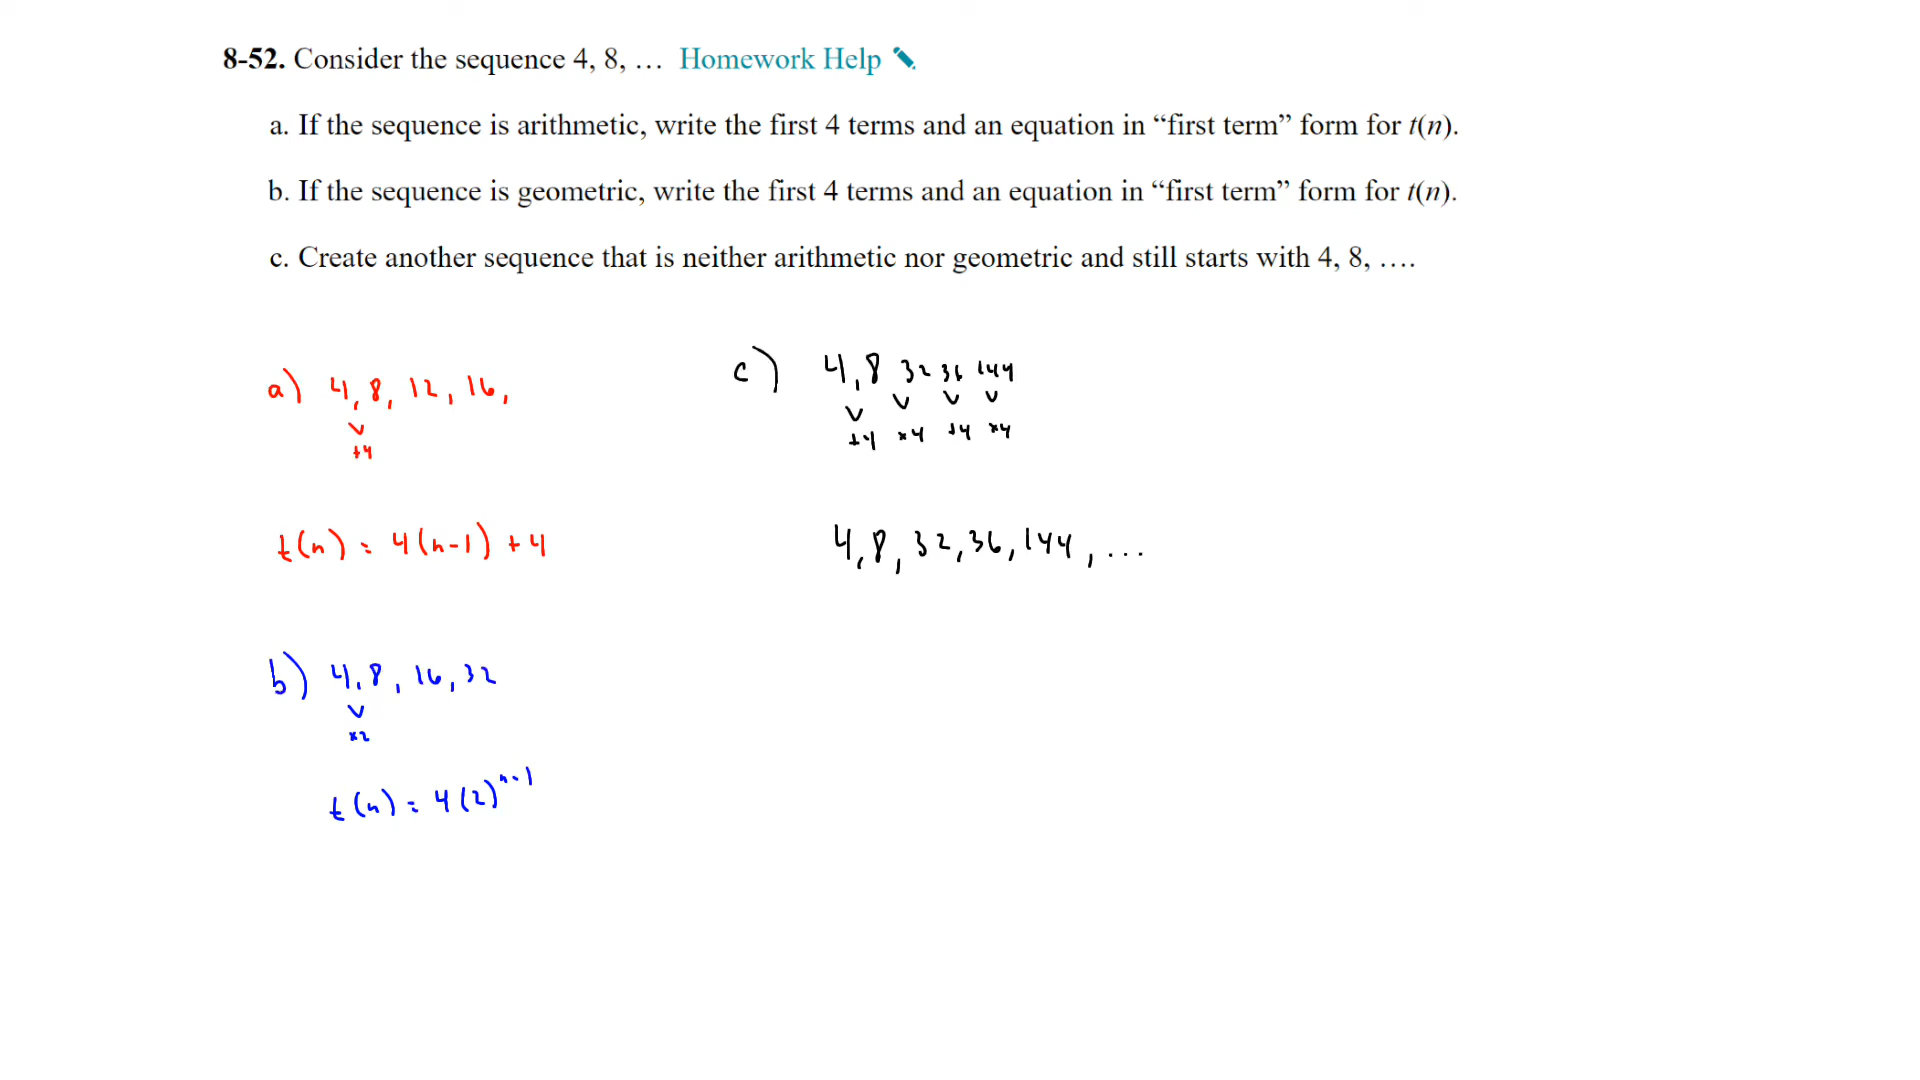 8-52. Consider the sequence 4, 8, … Homework Help
a. If the sequence is arithmetic, write the first 4 terms and an equation in “first term” form for t(n).
b. If the sequence is geometric, write the first 4 terms and an equation in “first term” form for t(n).
c. Create another sequence that is neither arithmetic nor geometric and still starts with 4, 8, ….
a) 4, 8, 12, 16,
+4
t(n) = 4(n-1) + 4
b) 4, 8, 16, 32
×2
t(n) = 4(2)^n-1
c) 4, 8 32 36 144
+4 ×4 +4 ×4
4, 8, 32, 36, 144, ...